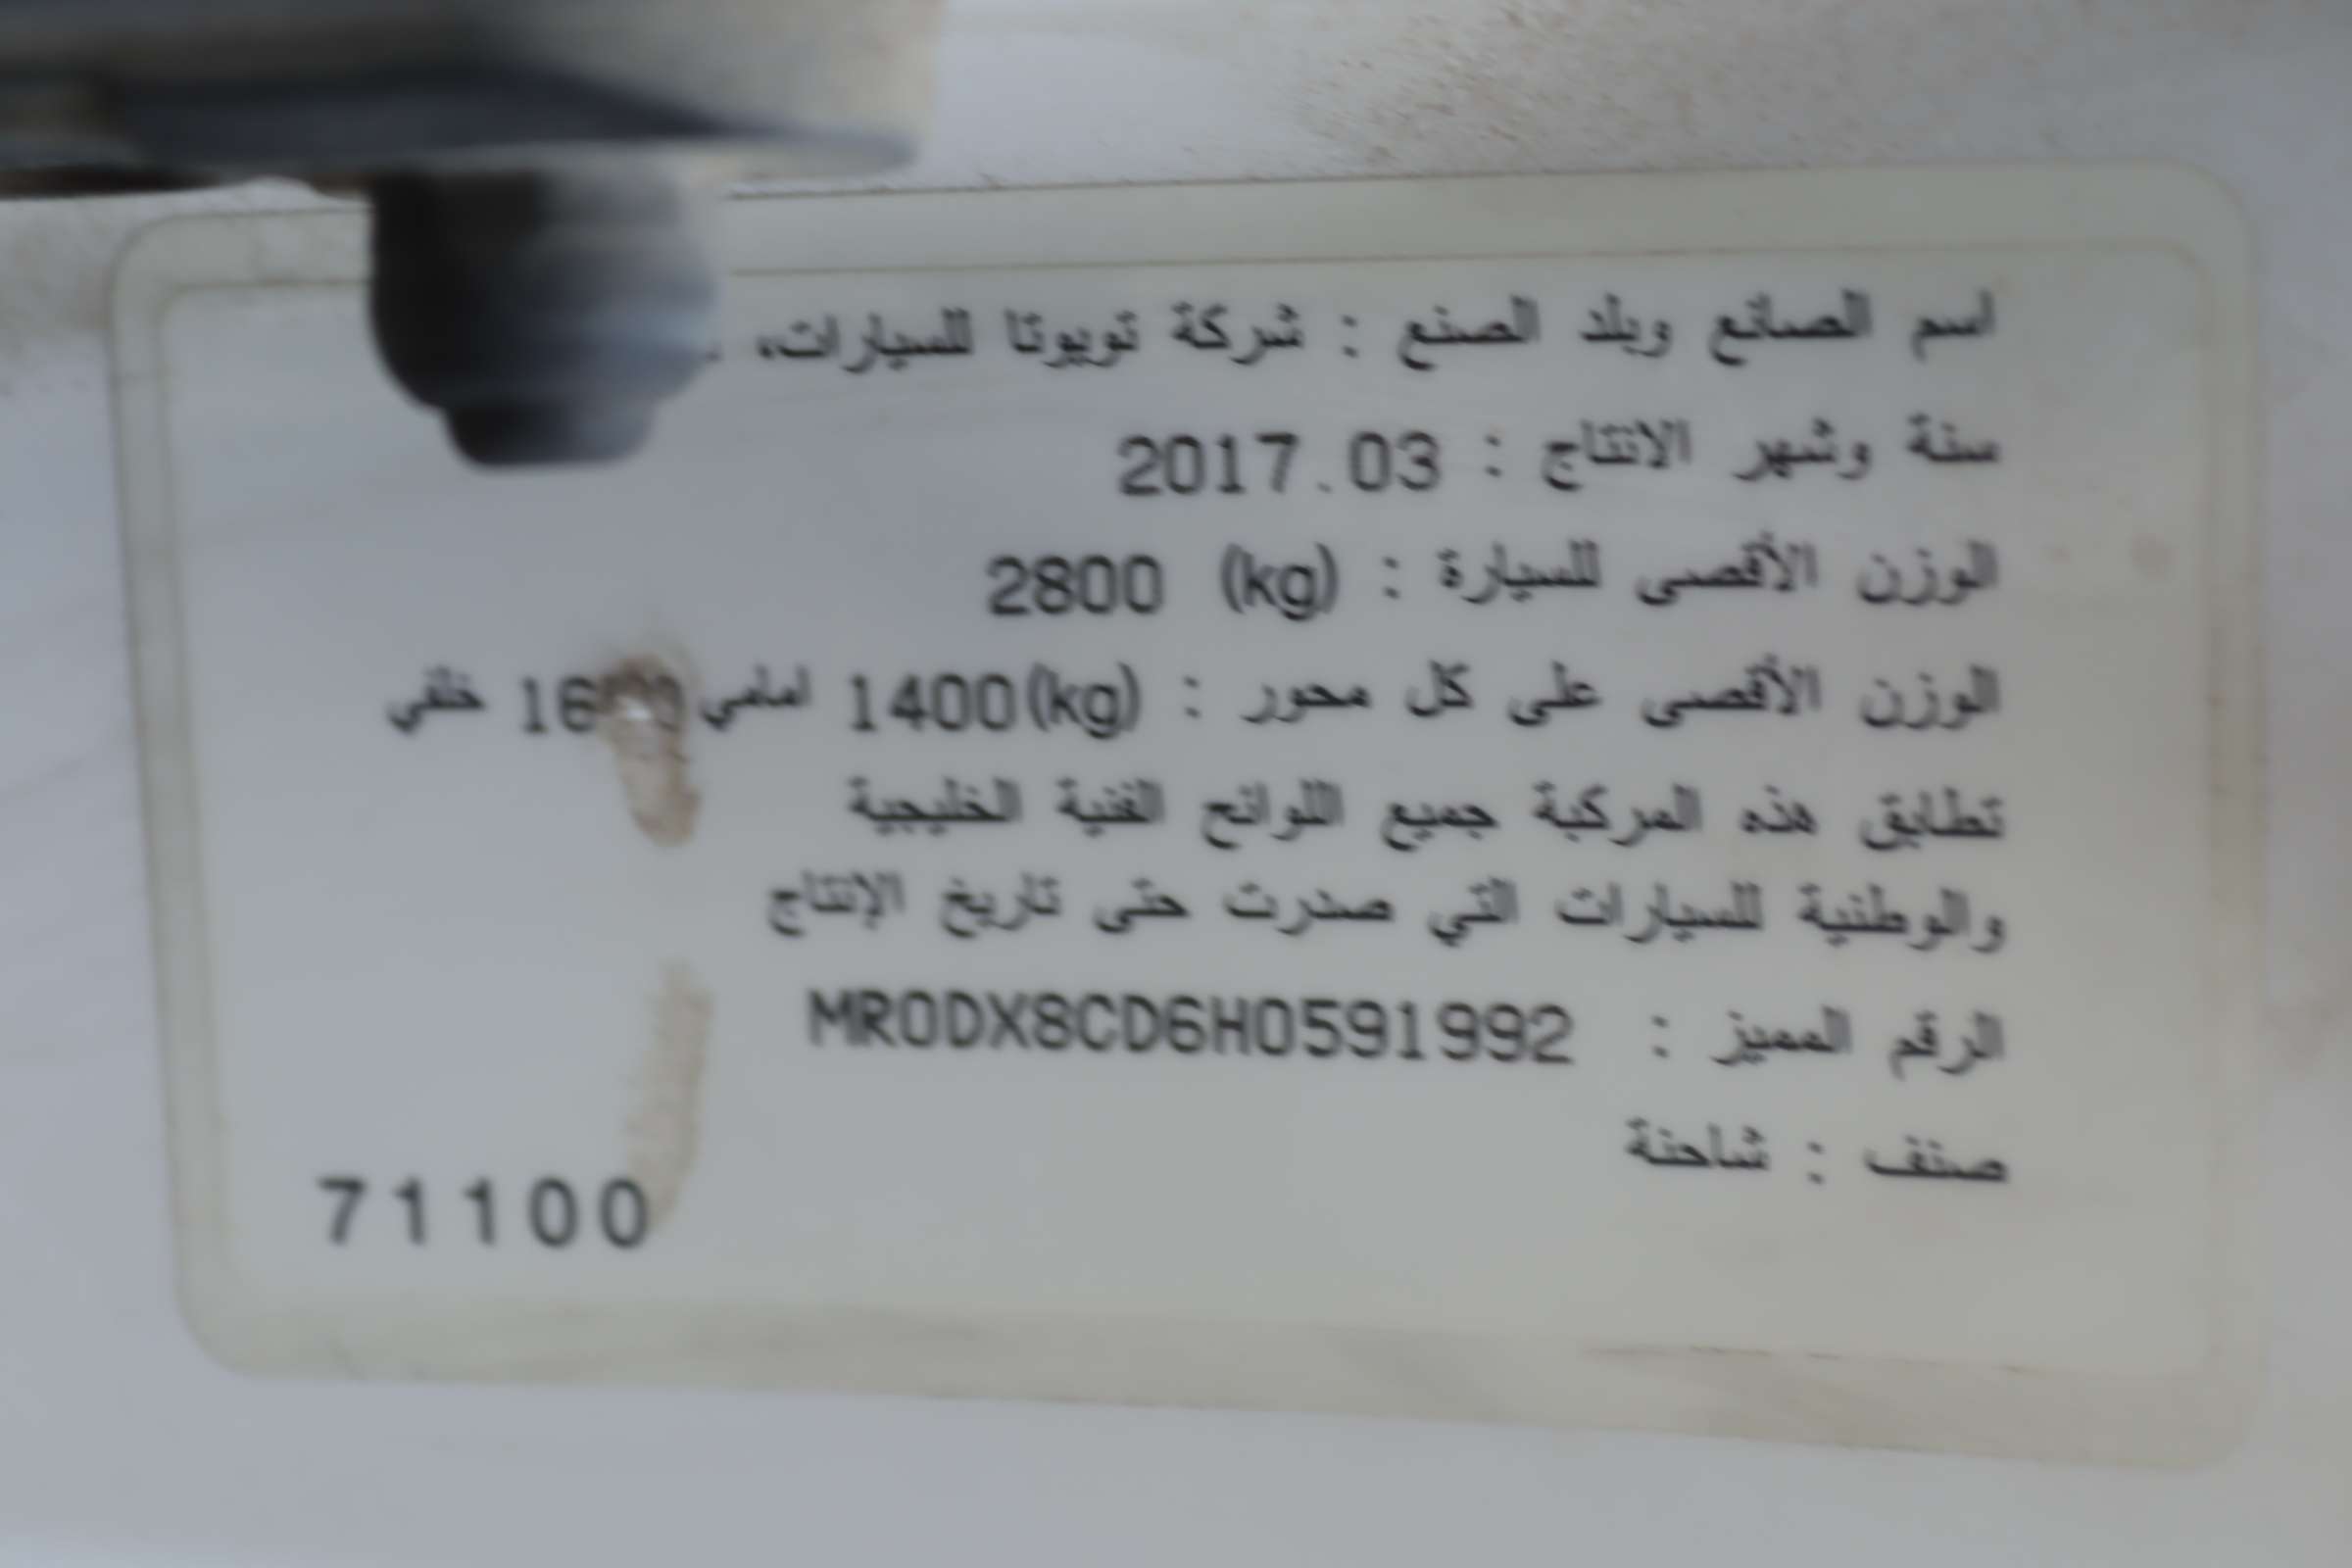 اسم الصانع وبلد الصنع : شركة تويوتا للسيارات،
سنة وشهر الانتاج : 2017.03
الوزن الأقصى للسيارة : (kg) 2800
الوزن الأقصى على كل محور : (kg)1400 امامي خلفي
تطابق هذه المركبة جميع اللوائح الفنية الخليجية
والوطنية للسيارات التي صدرت حتى تاريخ الإنتاج
الرقم المميز : MR0DX8CD6H0591992
صنف : شاحنة
71100